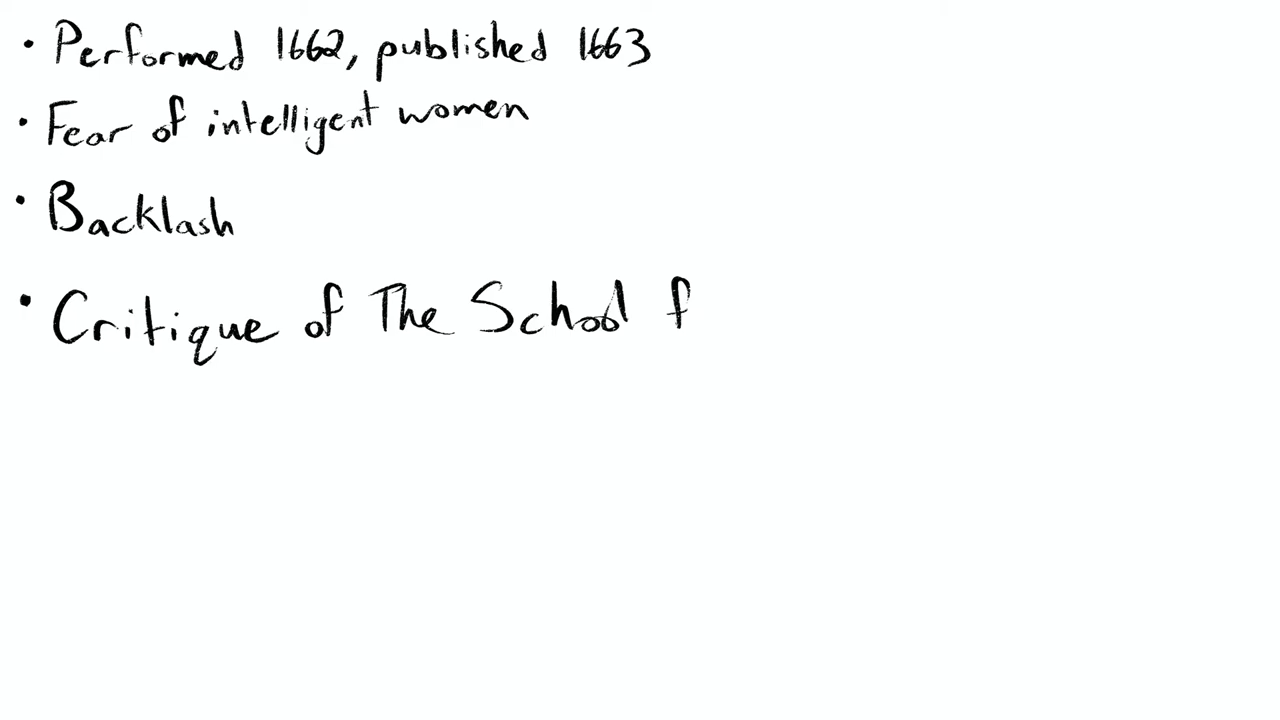 • Performed 1662, published 1663
• Fear of intelligent women
• Backlash
• Critique of The School f